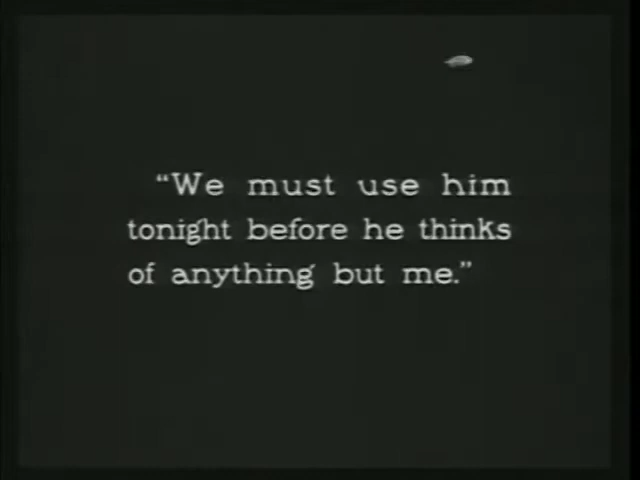 “We must use him
tonight before he thinks
of anything but me.”